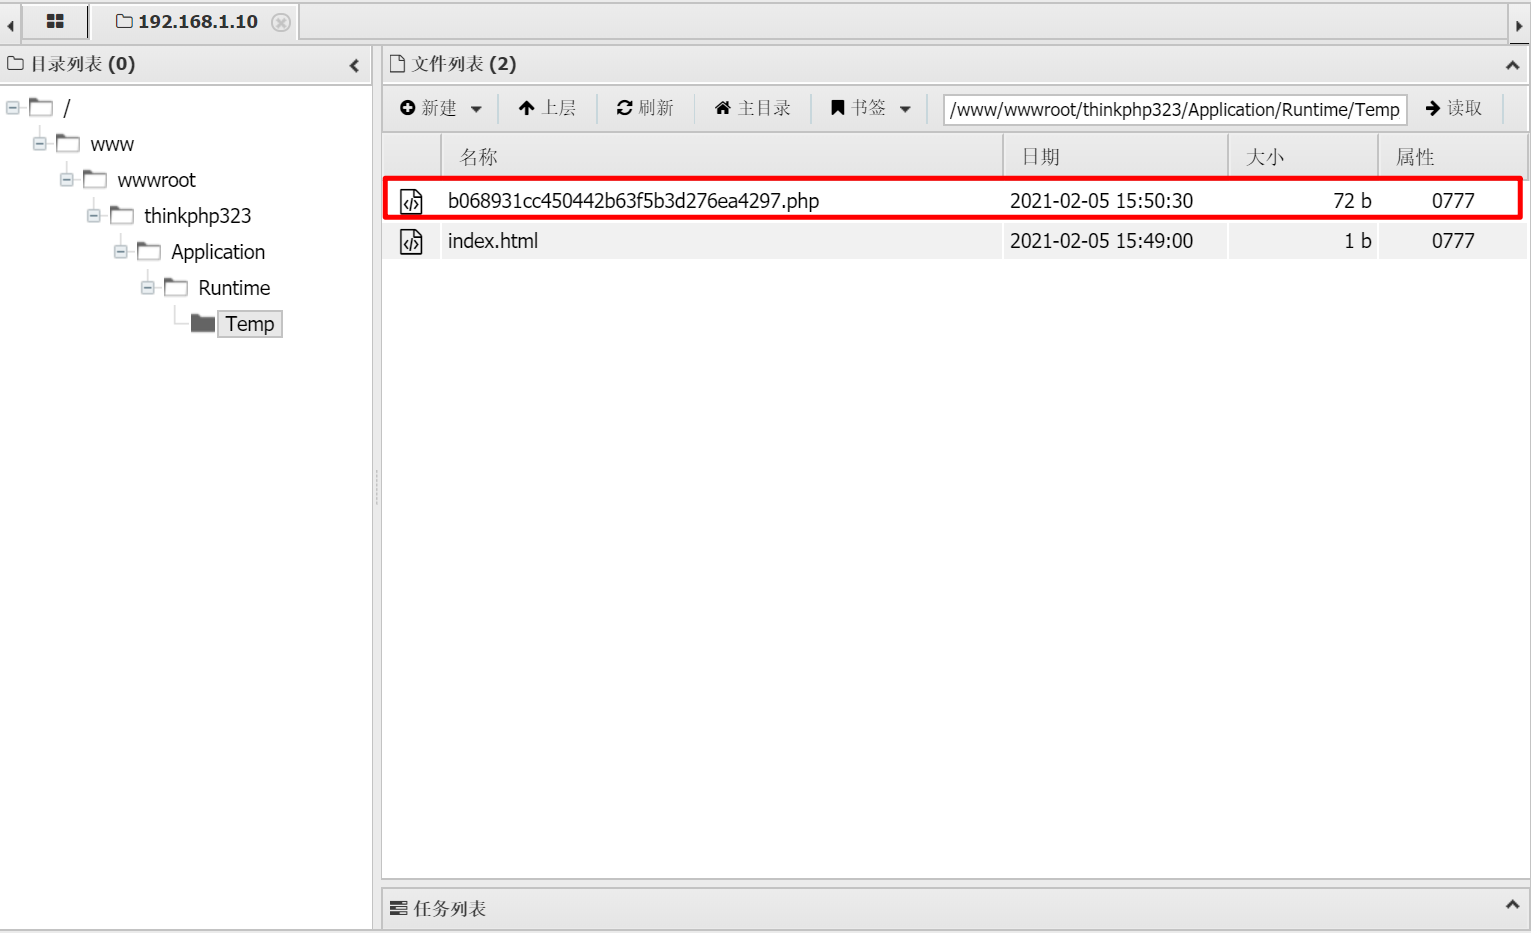 192.168.1.10
目录列表 (0)
/
www
wwwroot
thinkphp323
Application
Runtime
Temp
文件列表 (2)
新建 上层 刷新 主目录 书签 /www/wwwroot/thinkphp323/Application/Runtime/Temp 读取
名称 日期 大小 属性
b068931cc450442b63f5b3d276ea4297.php 2021-02-05 15:50:30 72 b 0777
index.html 2021-02-05 15:49:00 1 b 0777
任务列表